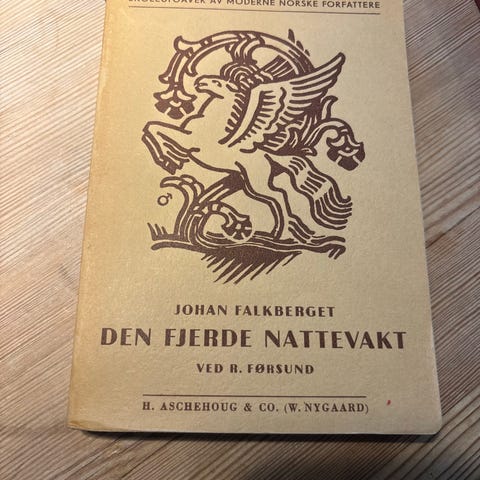 SKOLEUTGAVER AV MODERNE NORSKE FORFATTERE
JOHAN FALKBERGET
DEN FJERDE NATTEVAKT
VED R. FØRSUND
H. ASCHEHOUG & CO. (W. NYGAARD)